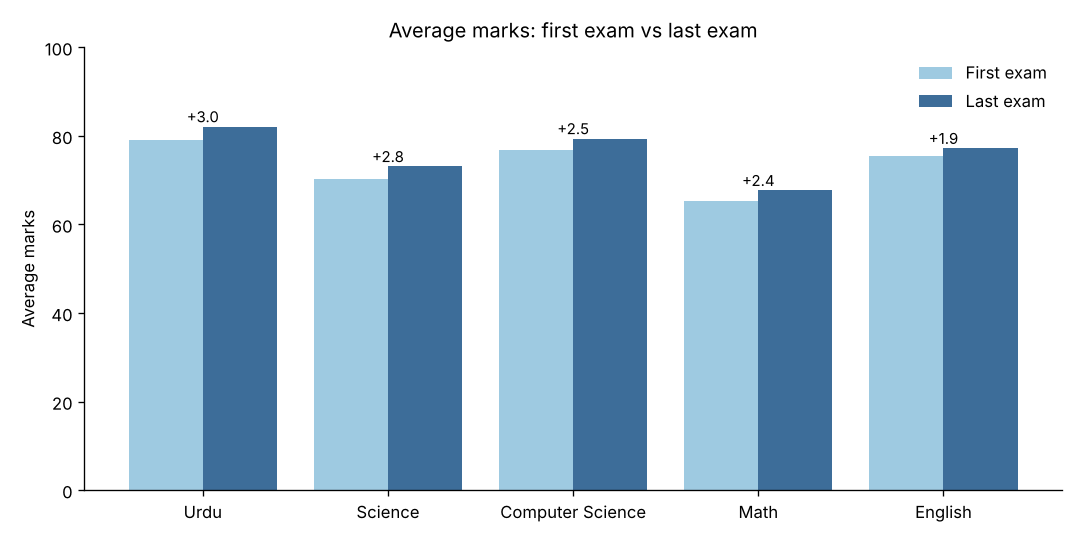 Average marks: first exam vs last exam
First exam
Last exam
Average marks
100
80
60
40
20
0
+3.0
+2.8
+2.5
+2.4
+1.9
Urdu
Science
Computer Science
Math
English